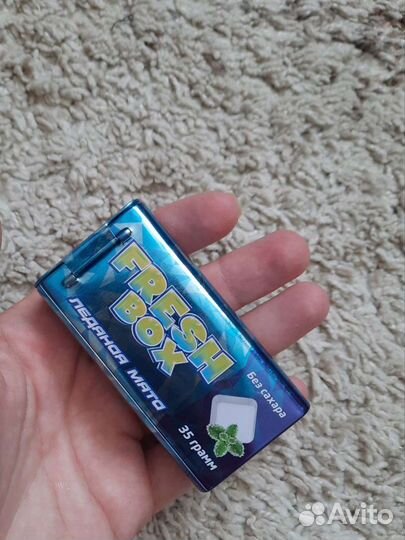 FRESH
BOX
ЛЕДЯНАЯ МЯТА
Без сахара
35 грамм
Avito